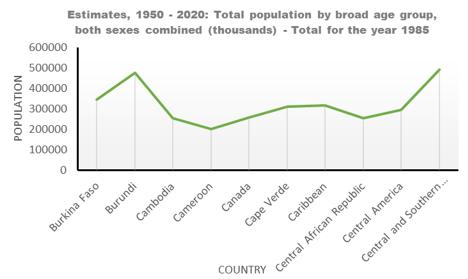 Estimates, 1950 - 2020: Total population by broad age group,
both sexes combined (thousands) - Total for the year 1985
600000
500000
400000
300000
200000
100000
0
POPULATION
Burkina Faso
Burundi
Cambodia
Cameroon
Canada
Cape Verde
Caribbean
Central African Republic
Central America
Central and Southern...
COUNTRY